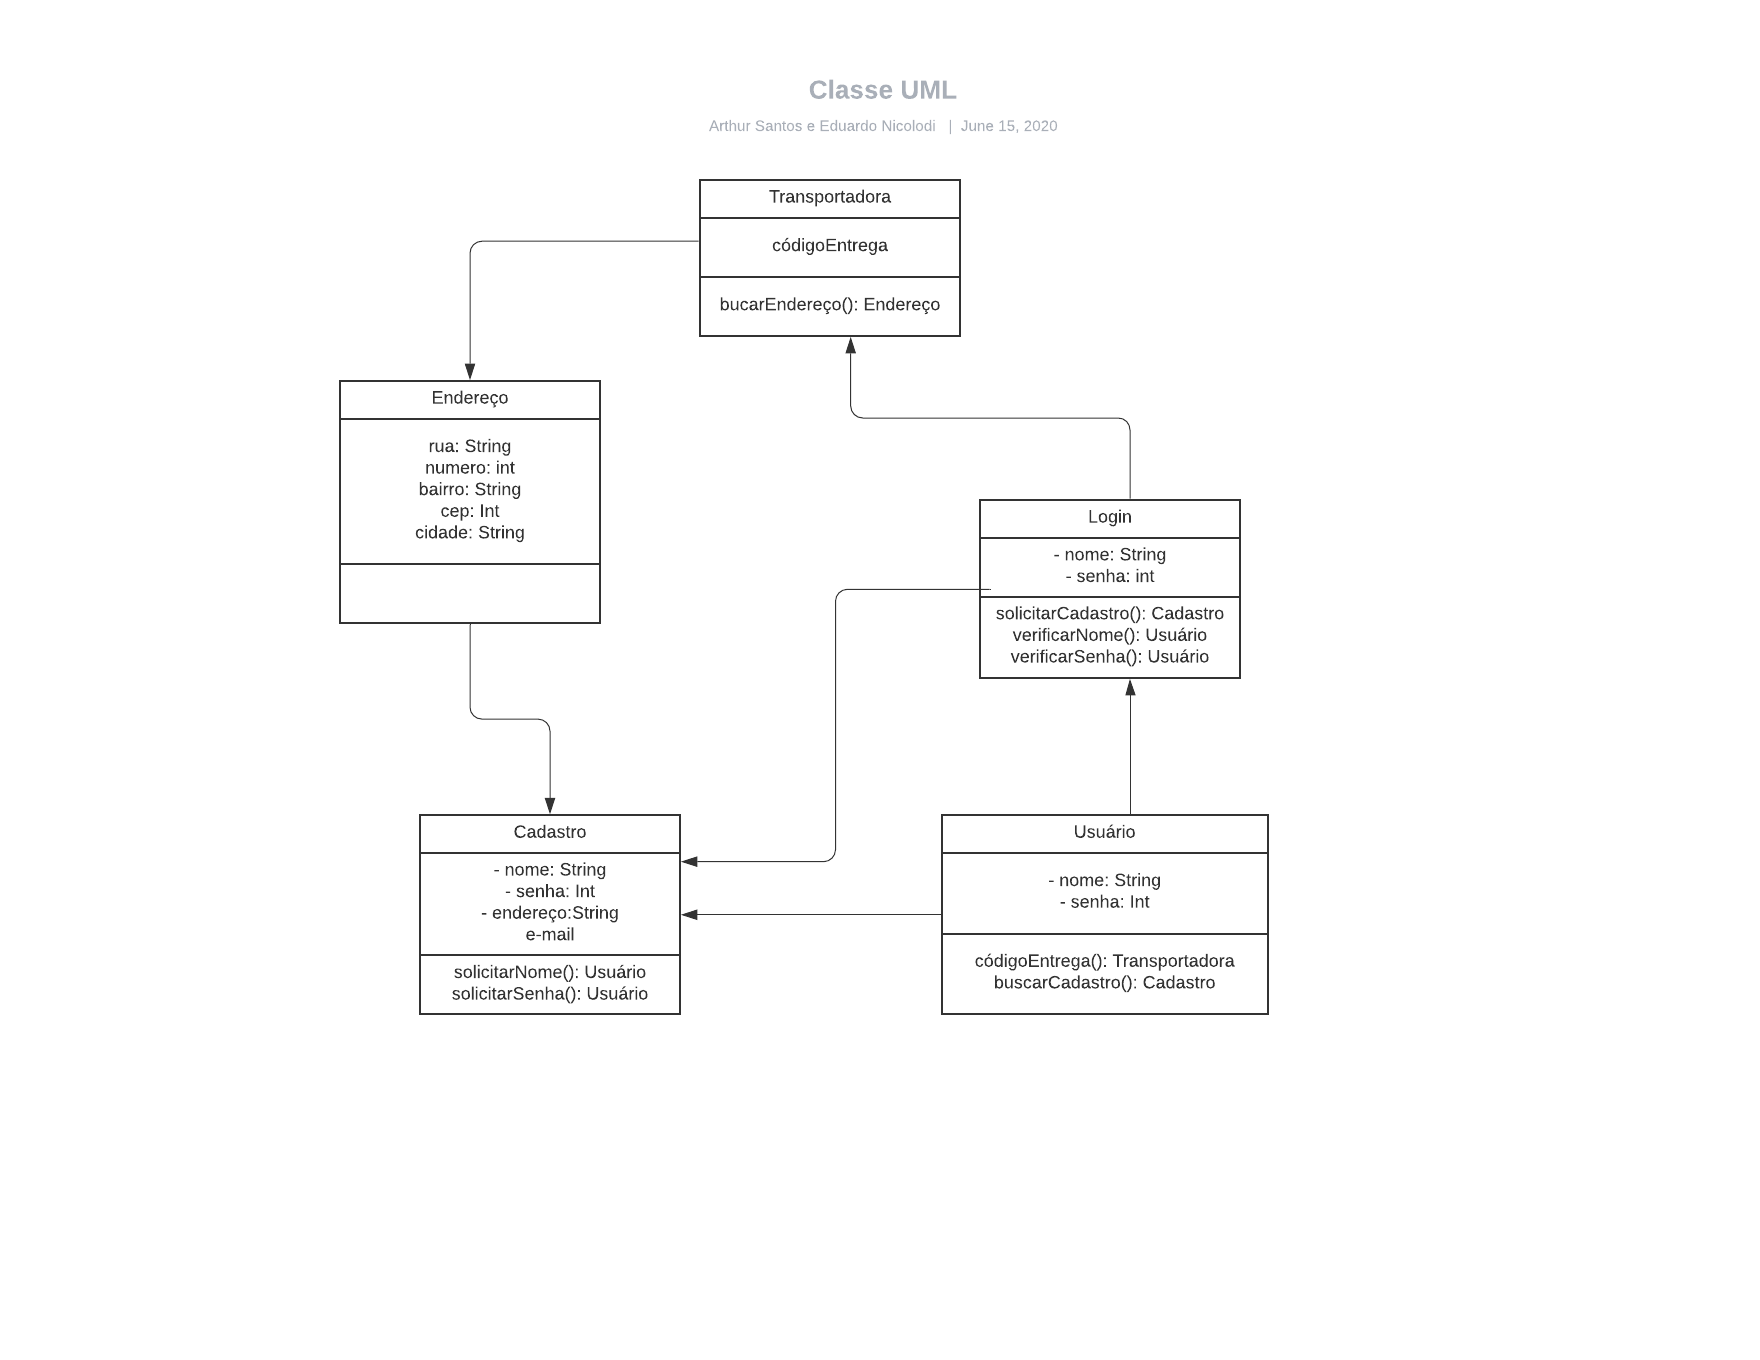 Classe UML
Arthur Santos e Eduardo Nicolodi | June 15, 2020
Transportadora
códigoEntrega
bucarEndereço(): Endereço
Endereço
rua: String
numero: int
bairro: String
cep: Int
cidade: String
Login
- nome: String
- senha: int
solicitarCadastro(): Cadastro
verificarNome(): Usuário
verificarSenha(): Usuário
Cadastro
- nome: String
- senha: Int
- endereço:String
e-mail
solicitarNome(): Usuário
solicitarSenha(): Usuário
Usuário
- nome: String
- senha: Int
códigoEntrega(): Transportadora
buscarCadastro(): Cadastro